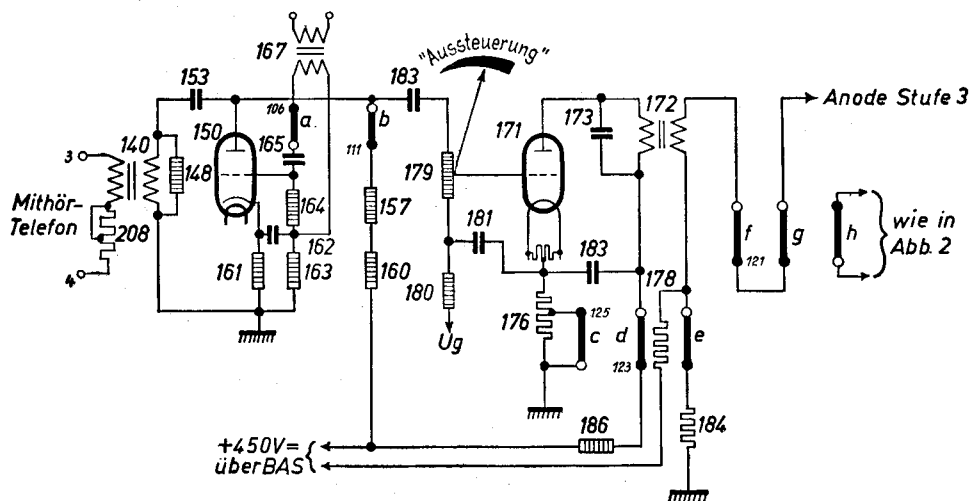 167
"Aussteuerung"
153
183
106
a
b
150
165
111
171
173
172
Anode Stufe 3
3
140
148
179
157
164
Mithör-
Telefon
208
4
162
181
160
183
178
f
121
g
h
wie in
Abb. 2
161
163
180
Ug
176
125
c
d
123
e
184
186
+450V=
über BAS